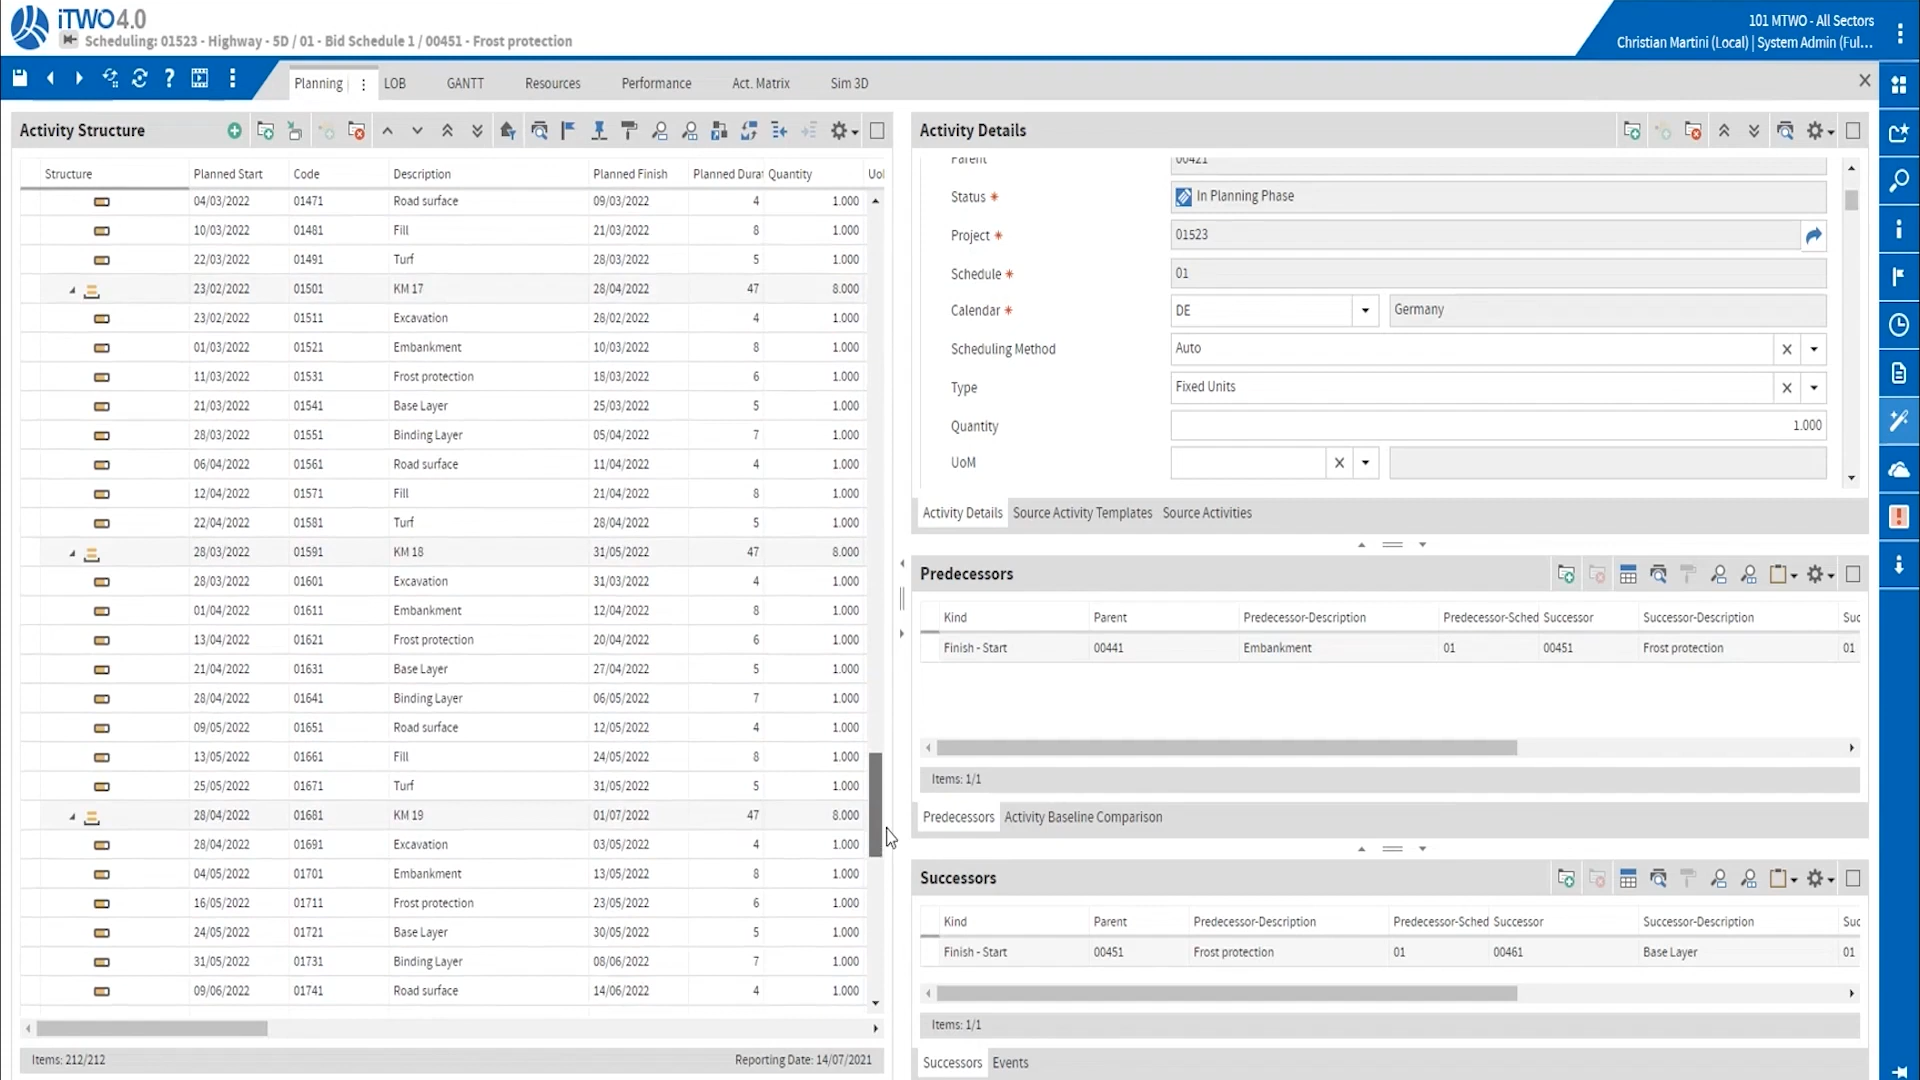 iTWO 4.0
Scheduling: 01523 - Highway - 5D / 01 - Bid Schedule 1 / 00451 - Frost protection
101 MTWO - All Sectors
Christian Martini (Local) | System Admin (Ful...
Planning LOB GANTT Resources Performance Act. Matrix Sim 3D
Activity Structure
Structure Planned Start Code Description Planned Finish Planned Durat Quantity Uo
04/03/2022 01471 Road surface 09/03/2022 4 1.000
10/03/2022 01481 Fill 21/03/2022 8 1.000
22/03/2022 01491 Turf 28/03/2022 5 1.000
23/02/2022 01501 KM 17 28/04/2022 47 8.000
23/02/2022 01511 Excavation 28/02/2022 4 1.000
01/03/2022 01521 Embankment 10/03/2022 8 1.000
11/03/2022 01531 Frost protection 18/03/2022 6 1.000
21/03/2022 01541 Base Layer 25/03/2022 5 1.000
28/03/2022 01551 Binding Layer 05/04/2022 7 1.000
06/04/2022 01561 Road surface 11/04/2022 4 1.000
12/04/2022 01571 Fill 21/04/2022 8 1.000
22/04/2022 01581 Turf 28/04/2022 5 1.000
28/03/2022 01591 KM 18 31/05/2022 47 8.000
28/03/2022 01601 Excavation 31/03/2022 4 1.000
01/04/2022 01611 Embankment 12/04/2022 8 1.000
13/04/2022 01621 Frost protection 20/04/2022 6 1.000
21/04/2022 01631 Base Layer 27/04/2022 5 1.000
28/04/2022 01641 Binding Layer 06/05/2022 7 1.000
09/05/2022 01651 Road surface 12/05/2022 4 1.000
13/05/2022 01661 Fill 24/05/2022 8 1.000
25/05/2022 01671 Turf 31/05/2022 5 1.000
28/04/2022 01681 KM 19 01/07/2022 47 8.000
28/04/2022 01691 Excavation 03/05/2022 4 1.000
04/05/2022 01701 Embankment 13/05/2022 8 1.000
16/05/2022 01711 Frost protection 23/05/2022 6 1.000
24/05/2022 01721 Base Layer 30/05/2022 5 1.000
31/05/2022 01731 Binding Layer 08/06/2022 7 1.000
09/06/2022 01741 Road surface 14/06/2022 4 1.000
Items: 212/212 Reporting Date: 14/07/2021
Activity Details
Parent 00421
Status * In Planning Phase
Project * 01523
Schedule * 01
Calendar * DE Germany
Scheduling Method Auto
Type Fixed Units
Quantity 1.000
UoM
Activity Details Source Activity Templates Source Activities
Predecessors
Kind Parent Predecessor-Description Predecessor-Sched Successor Successor-Description Suc
Finish - Start 00441 Embankment 01 00451 Frost protection 01
Items: 1/1
Predecessors Activity Baseline Comparison
Successors
Kind Parent Predecessor-Description Predecessor-Sched Successor Successor-Description Suc
Finish - Start 00451 Frost protection 01 00461 Base Layer 01
Items: 1/1
Successors Events